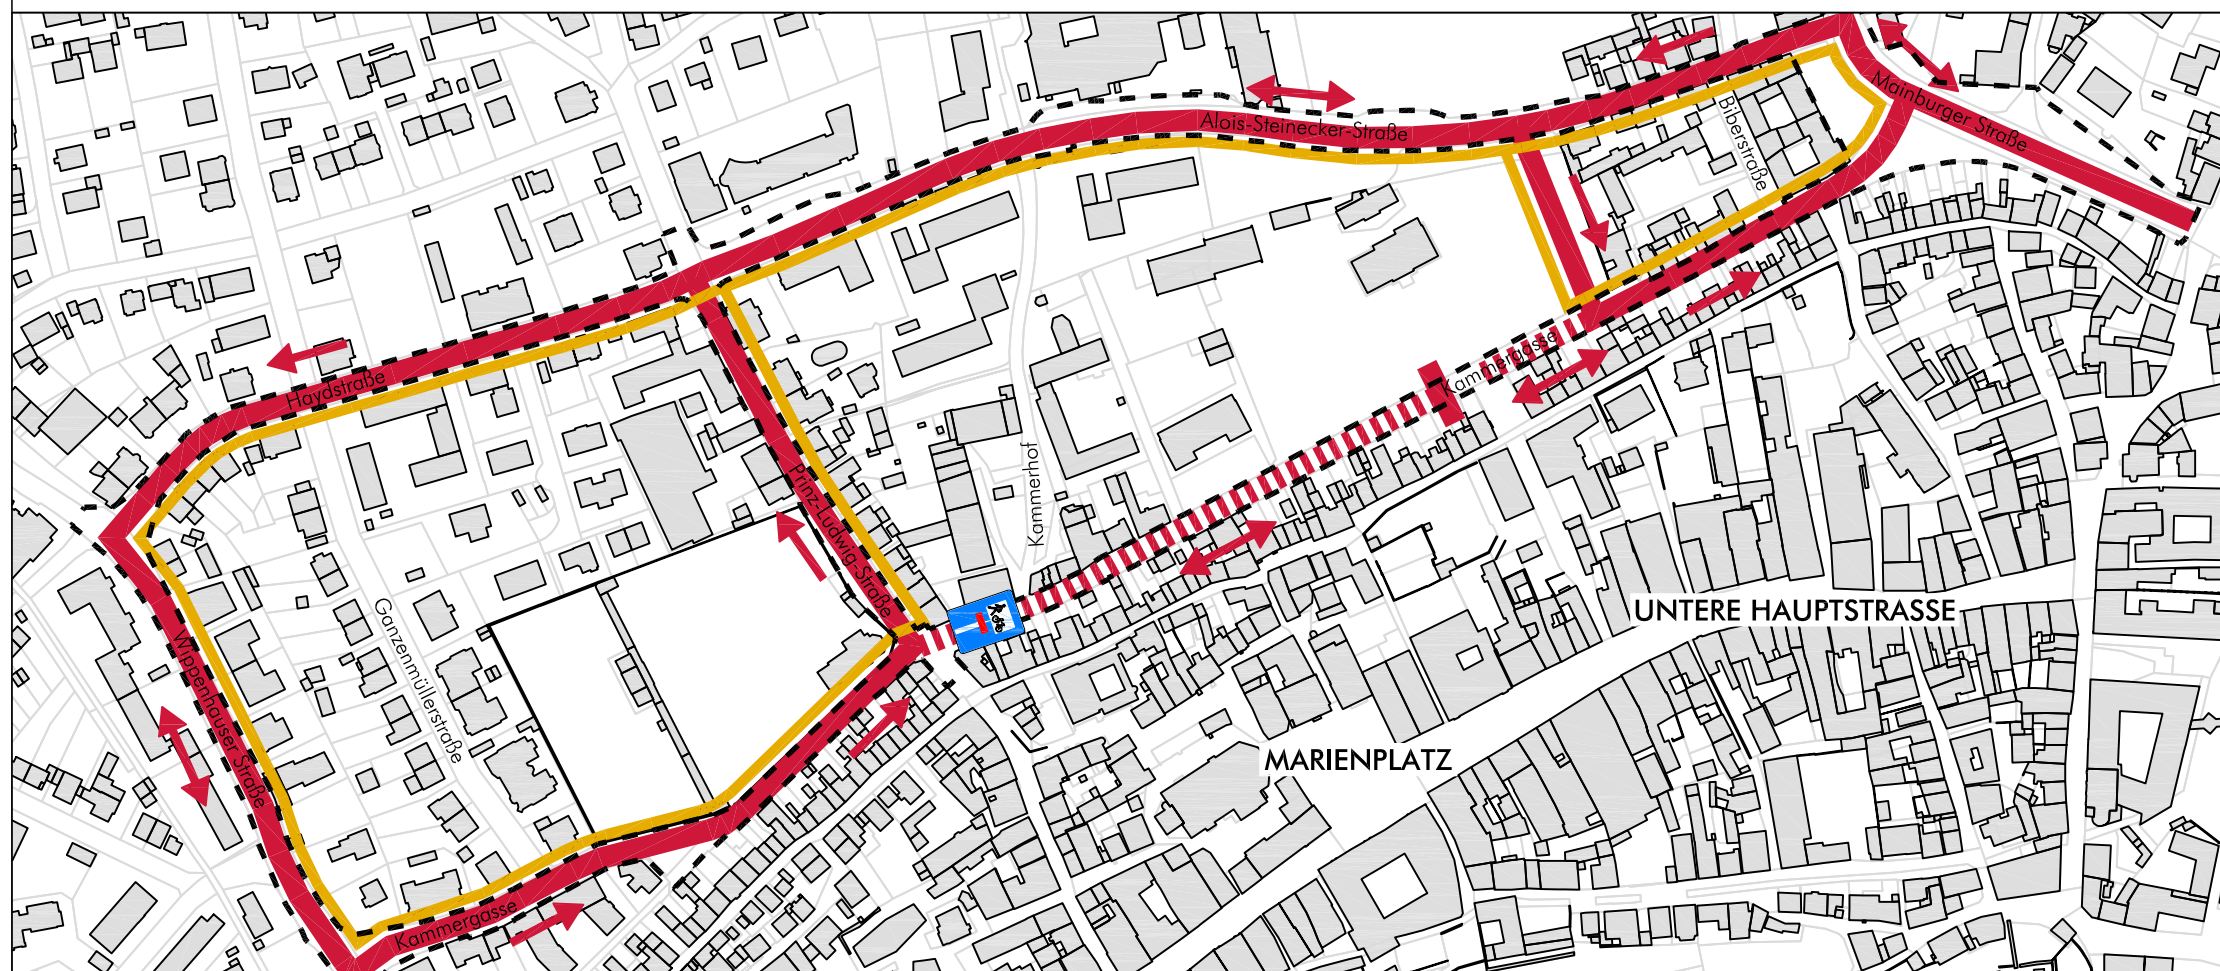 Mainburger Straße
Alois-Steinecker-Straße
Biberstraße
Haydstraße
Kammergasse
Prinz-Ludwig-Straße
Kammerhof
Ganzenmüllerstraße
Wippenhauser Straße
UNTERE HAUPTSTRASSE
MARIENPLATZ
Kammergasse